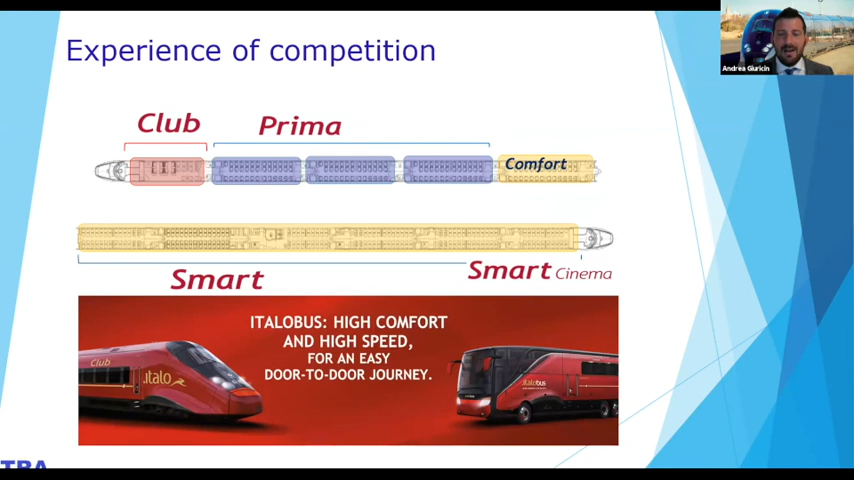 Experience of competition
Andrea Giuricin
Club
Prima
Comfort
Smart
Smart Cinema
ITALOBUS: HIGH COMFORT
AND HIGH SPEED,
FOR AN EASY
DOOR-TO-DOOR JOURNEY.
Club
italo
italobus
TRA